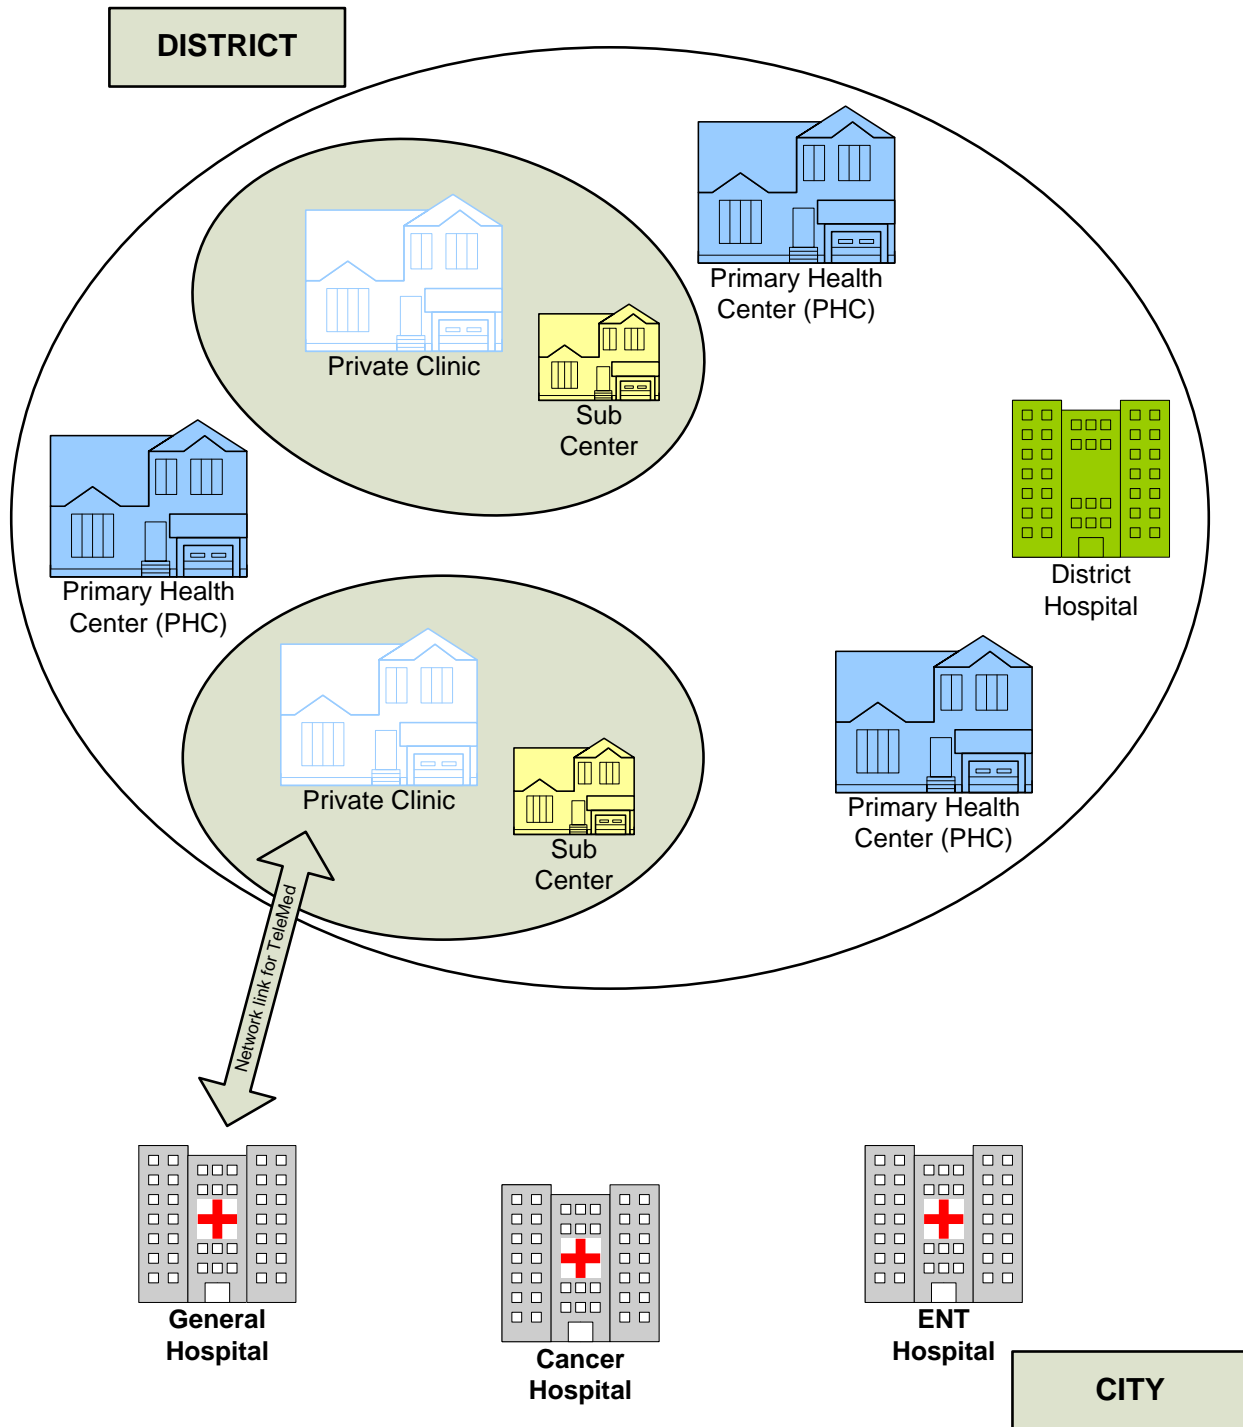 DISTRICT
Primary Health
Center (PHC)
Private Clinic
Sub
Center
Primary Health
Center (PHC)
District
Hospital
Private Clinic
Sub
Center
Primary Health
Center (PHC)
Network link for TeleMed
General
Hospital
Cancer
Hospital
ENT
Hospital
CITY